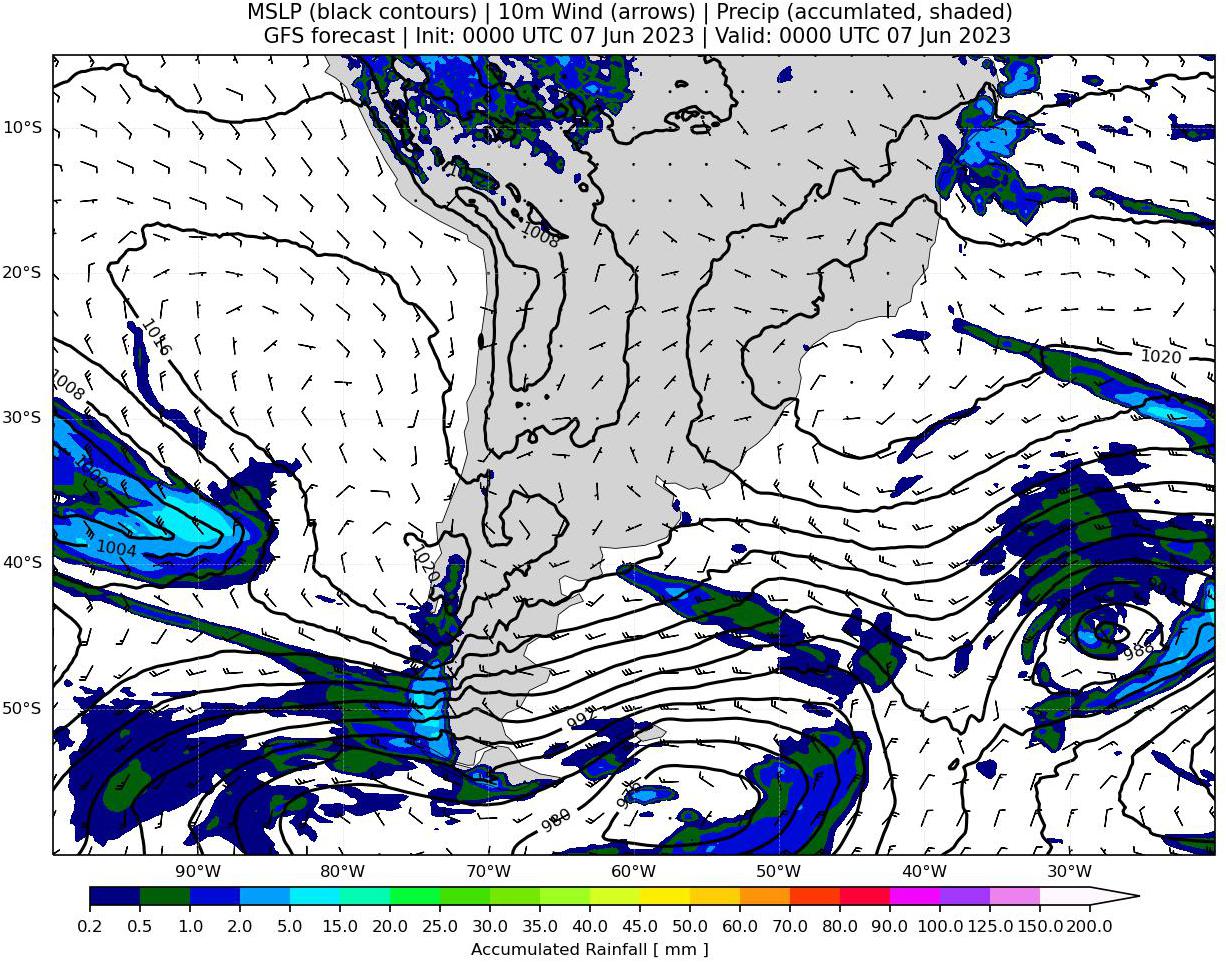 MSLP (black contours) | 10m Wind (arrows) | Precip (accumlated, shaded)
GFS forecast | Init: 0000 UTC 07 Jun 2023 | Valid: 0000 UTC 07 Jun 2023
10°S
1008
20°S
1016
1020
1008
30°S
1000
1004
1020
40°S
988
50°S
980
90°W 80°W 70°W 60°W 50°W 40°W 30°W
0.2 0.5 1.0 2.0 5.0 10.0 15.0 20.0 25.0 30.0 35.0 40.0 45.0 50.0 60.0 70.0 80.0 90.0 100.0 125.0 150.0 200.0
Accumulated Rainfall [ mm ]